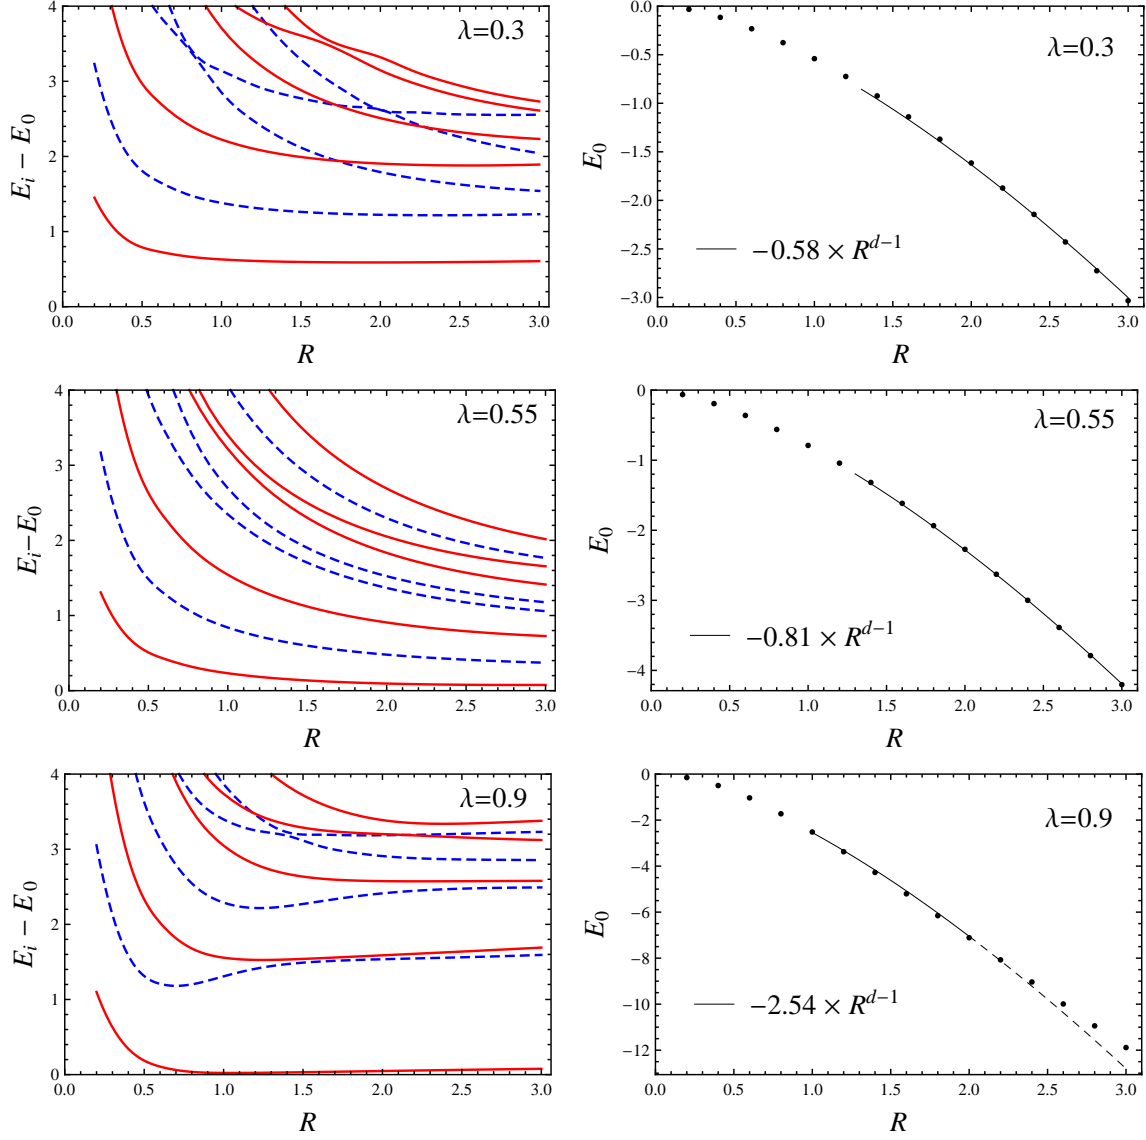 λ=0.3
E_i − E_0
4
3
2
1
0
0.0 0.5 1.0 1.5 2.0 2.5 3.0
R
λ=0.3
E_0
0.0
−0.5
−1.0
−1.5
−2.0
−2.5
−3.0
−0.58 × R^{d−1}
0.0 0.5 1.0 1.5 2.0 2.5 3.0
R
λ=0.55
E_i−E_0
4
3
2
1
0
0.0 0.5 1.0 1.5 2.0 2.5 3.0
R
λ=0.55
E_0
0
−1
−2
−3
−4
−0.81 × R^{d−1}
0.0 0.5 1.0 1.5 2.0 2.5 3.0
R
λ=0.9
E_i − E_0
4
3
2
1
0
0.0 0.5 1.0 1.5 2.0 2.5 3.0
R
λ=0.9
E_0
0
−2
−4
−6
−8
−10
−12
−2.54 × R^{d−1}
0.0 0.5 1.0 1.5 2.0 2.5 3.0
R